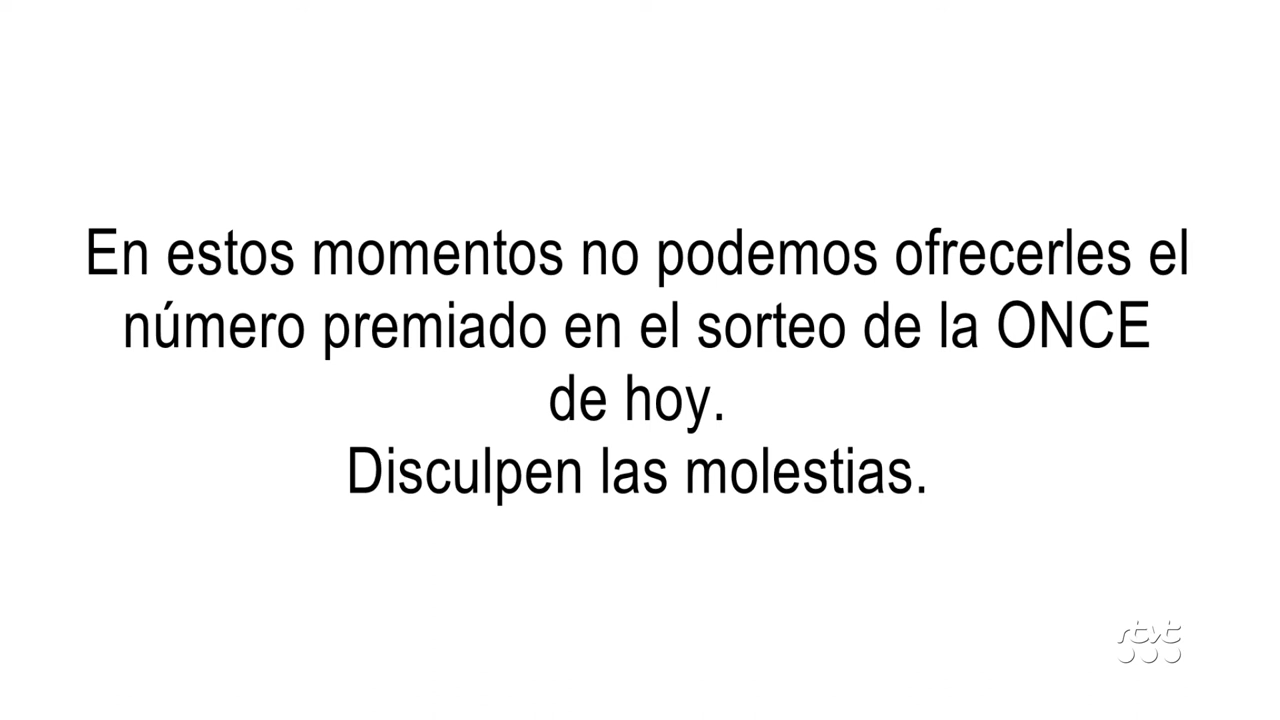 En estos momentos no podemos ofrecerles el
número premiado en el sorteo de la ONCE
de hoy.
Disculpen las molestias.
rtvt